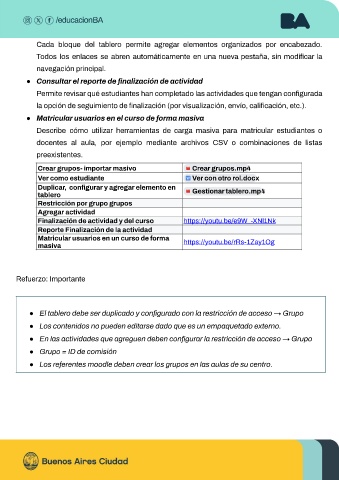 /educacionBA
BA
Cada bloque del tablero permite agregar elementos organizados por encabezado.
Todos los enlaces se abren automáticamente en una nueva pestaña, sin modificar la
navegación principal.
● Consultar el reporte de finalización de actividad
Permite revisar qué estudiantes han completado las actividades que tengan configurada
la opción de seguimiento de finalización (por visualización, envío, calificación, etc.).
● Matricular usuarios en el curso de forma masiva
Describe cómo utilizar herramientas de carga masiva para matricular estudiantes o
docentes al aula, por ejemplo mediante archivos CSV o combinaciones de listas
preexistentes.
Crear grupos- importar masivo Crear grupos.mp4
Ver como estudiante Ver con otro rol.docx
Duplicar, configurar y agregar elemento en
tablero Gestionar tablero.mp4
Restricción por grupo grupos
Agregar actividad
Finalización de actividad y del curso https://youtu.be/e9W_-XNl1Nk
Reporte Finalización de la actividad
Matricular usuarios en un curso de forma
masiva https://youtu.be/rRs-1Zay1Og
Refuerzo: Importante
● El tablero debe ser duplicado y configurado con la restricción de acceso → Grupo
● Los contenidos no pueden editarse dado que es un empaquetado externo.
● En las actividades que agreguen deben configurar la restricción de acceso → Grupo
● Grupo = ID de comisión
● Los referentes moodle deben crear los grupos en las aulas de su centro.
Buenos Aires Ciudad